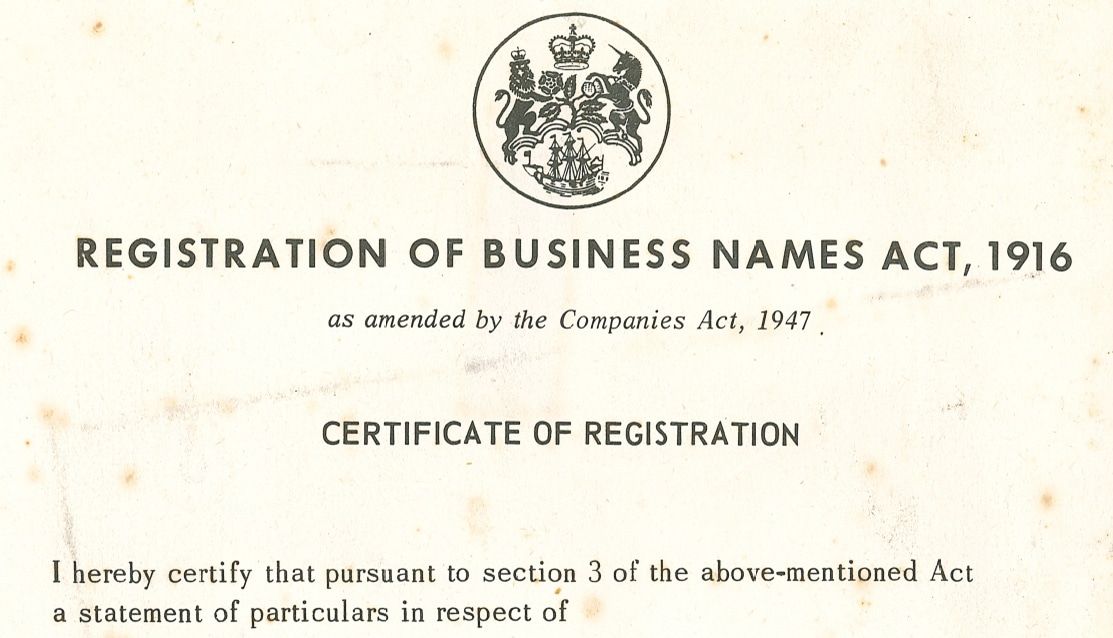 REGISTRATION OF BUSINESS NAMES ACT, 1916
as amended by the Companies Act, 1947.
CERTIFICATE OF REGISTRATION
I hereby certify that pursuant to section 3 of the above-mentioned Act
a statement of particulars in respect of